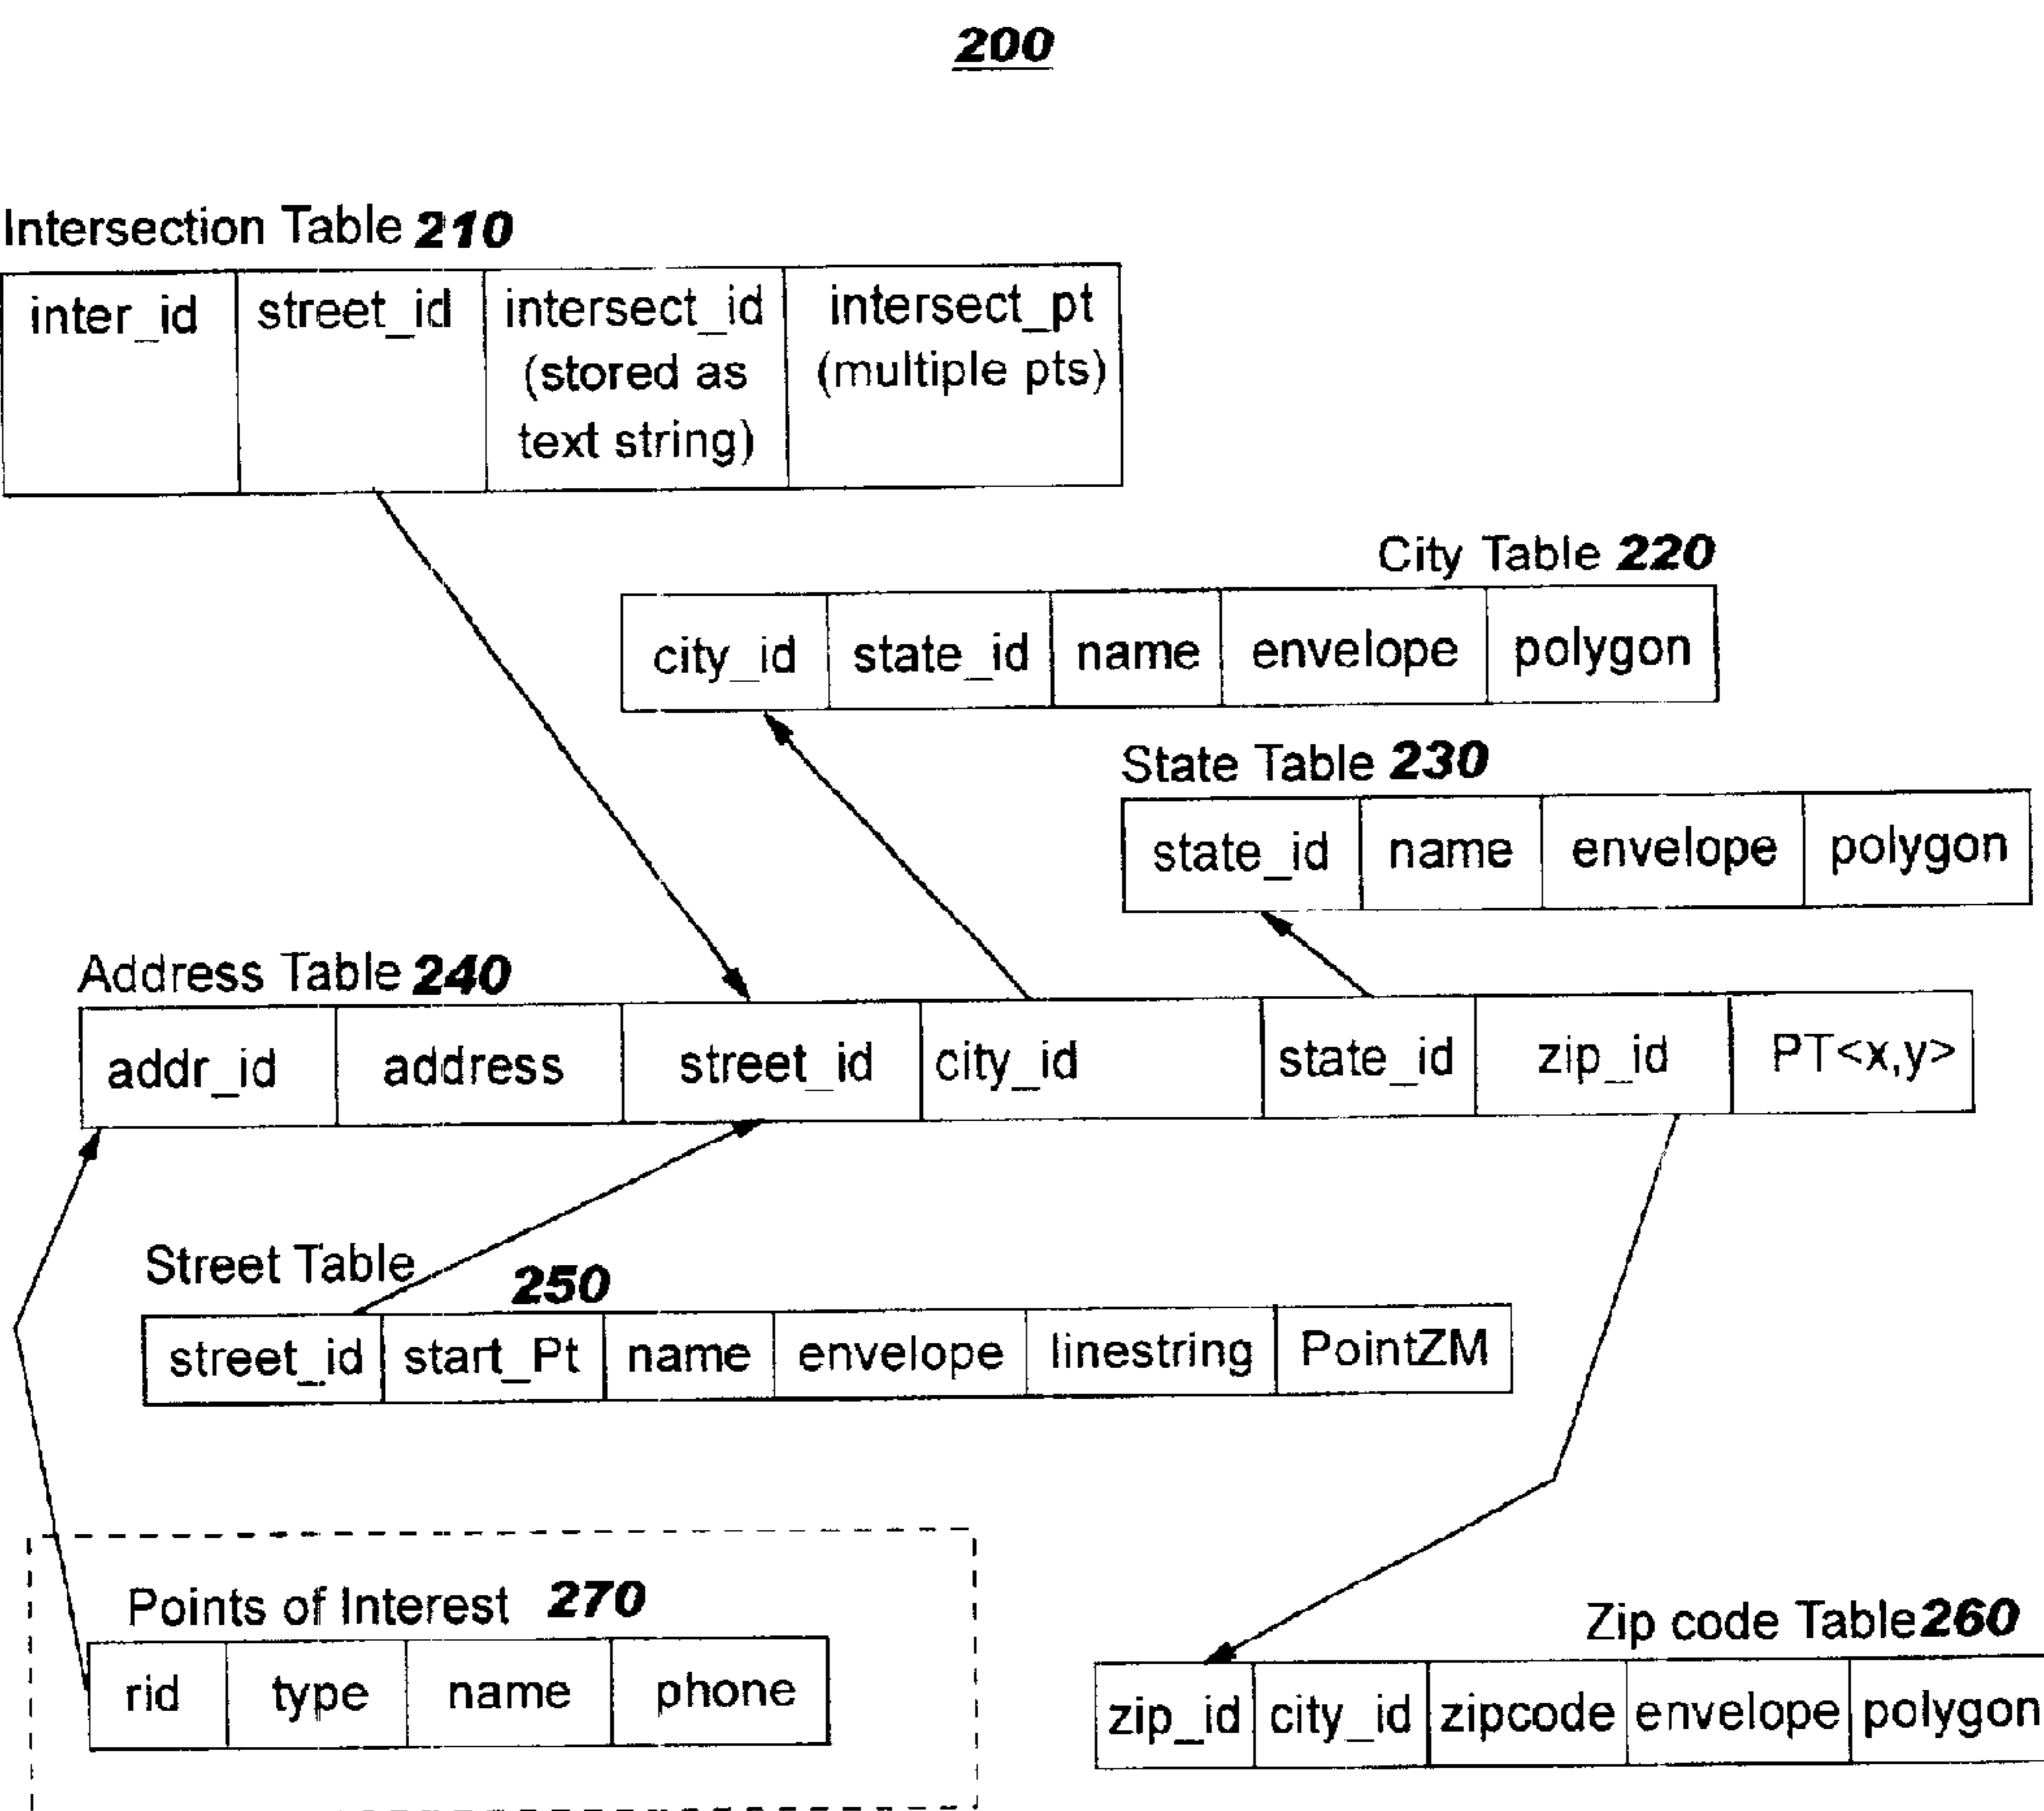 200
Intersection Table 210
inter_id street_id intersect_id intersect_pt
(stored as (multiple pts)
text string)
City Table 220
city_id state_id name envelope polygon
State Table 230
state_id name envelope polygon
Address Table 240
addr_id address street_id city_id state_id zip_id PT<x,y>
Street Table 250
street_id start_Pt name envelope linestring PointZM
Points of Interest 270
rid type name phone
Zip code Table 260
zip_id city_id zipcode envelope polygon